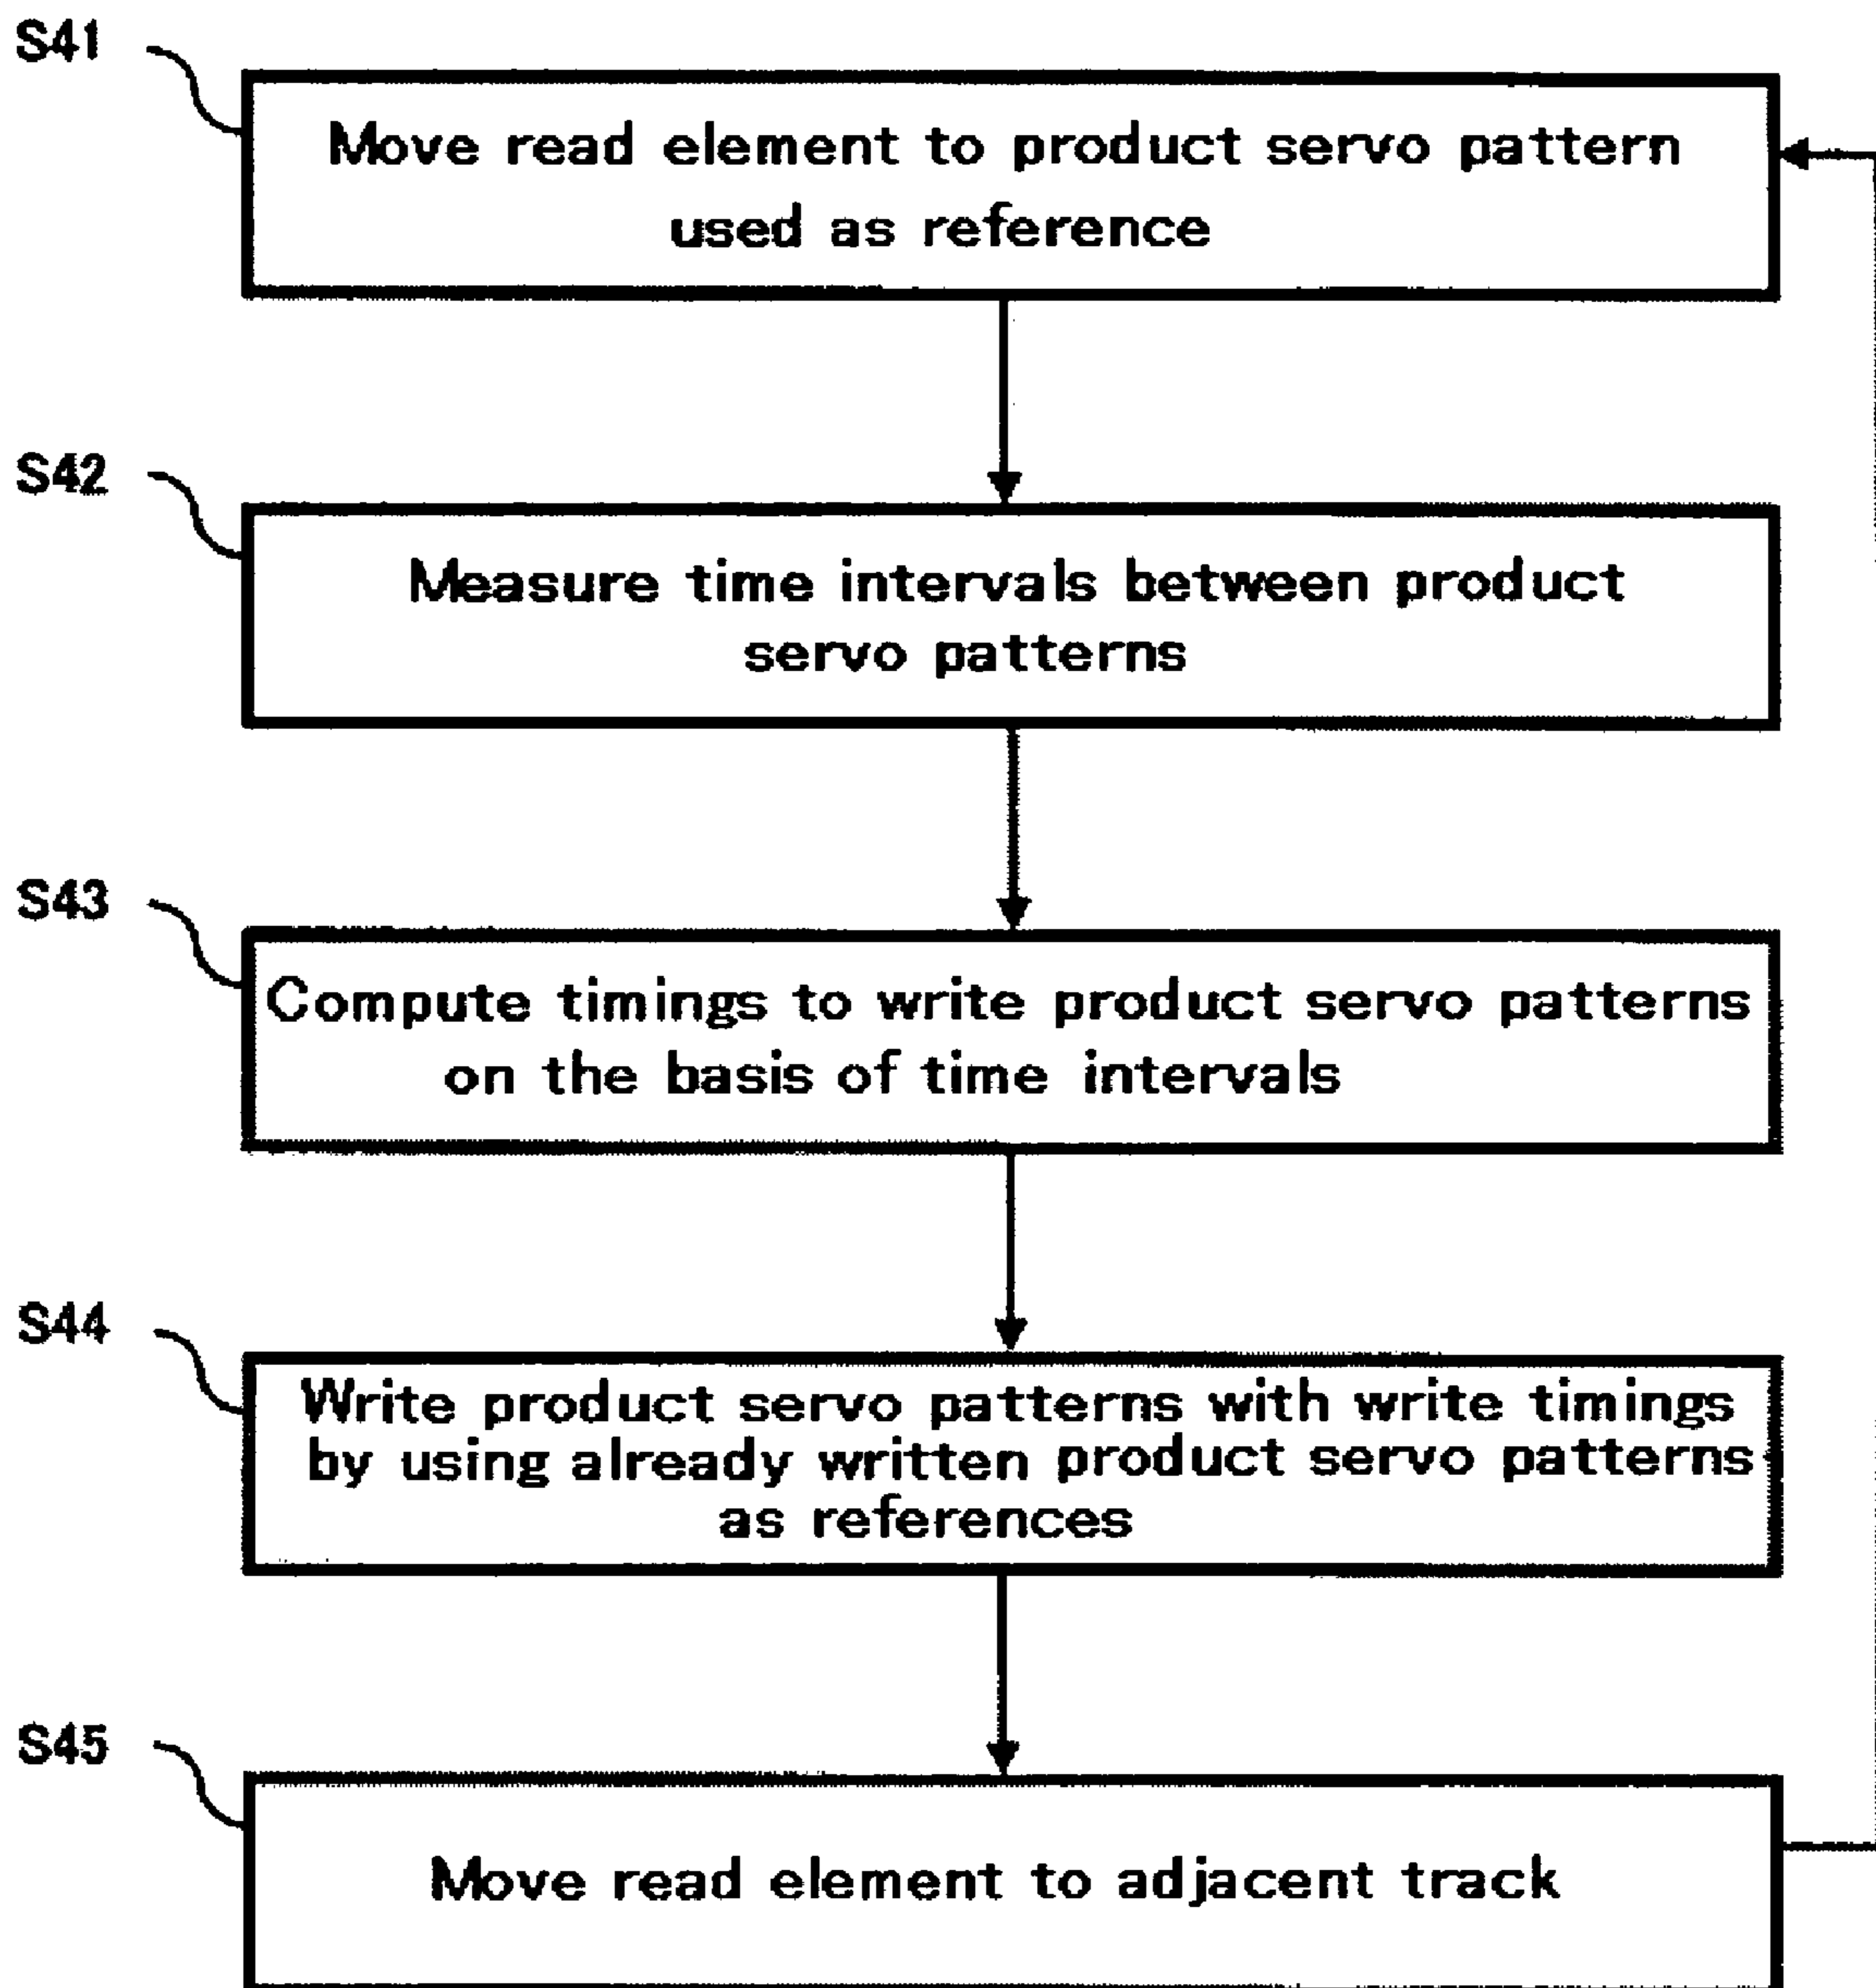 S41
Move read element to product servo pattern
used as reference
S42
Measure time intervals between product
servo patterns
S43
Compute timings to write product servo patterns
on the basis of time intervals
S44
Write product servo patterns with write timings
by using already written product servo patterns
as references
S45
Move read element to adjacent track